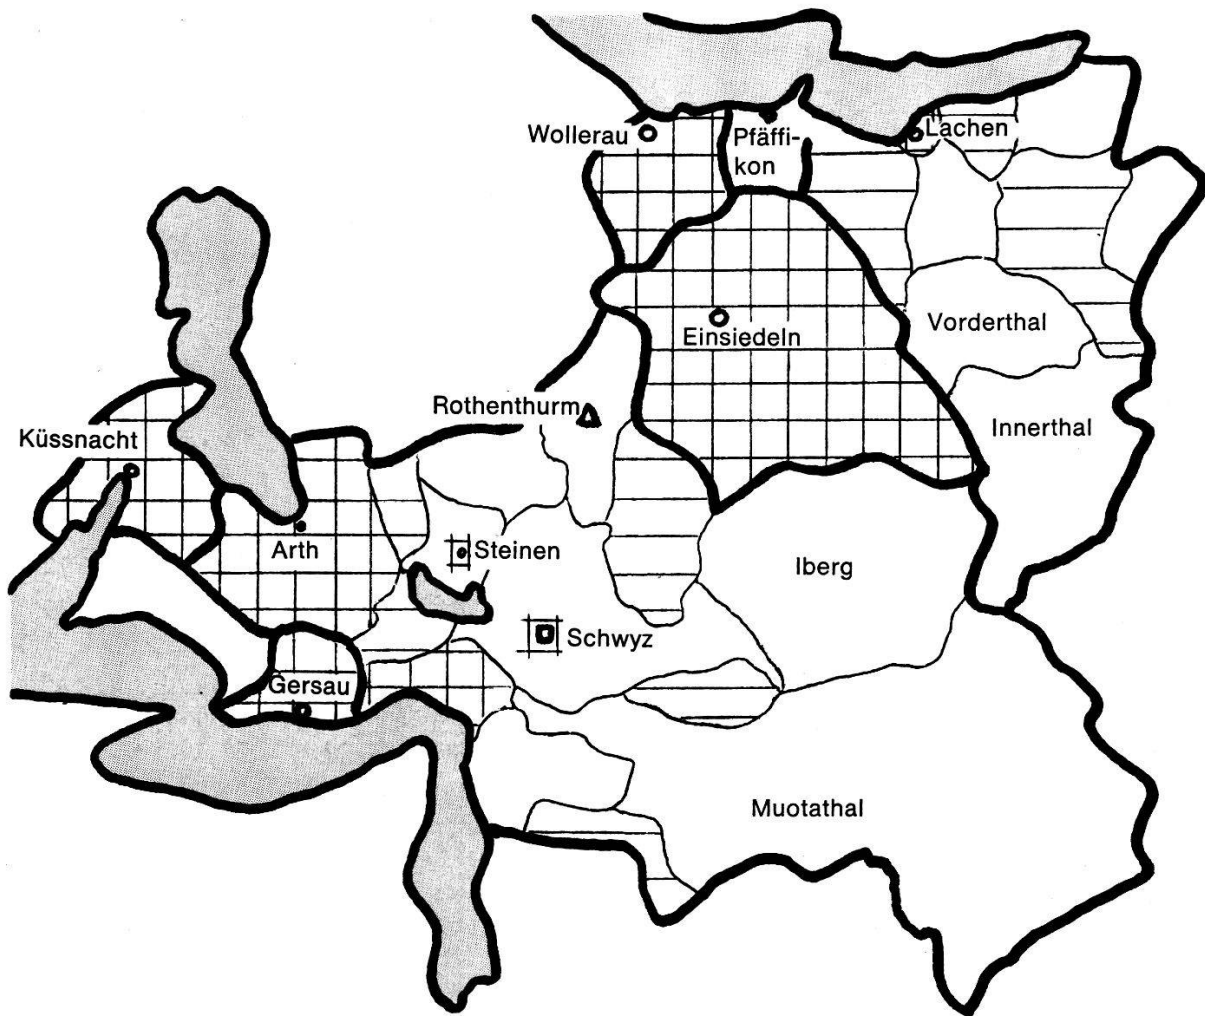 Wollerau
Pfäffi-
kon
Lachen
Einsiedeln
Vorderthal
Rothenthurm
Innerthal
Küssnacht
Arth
Steinen
Iberg
Schwyz
Gersau
Muotathal